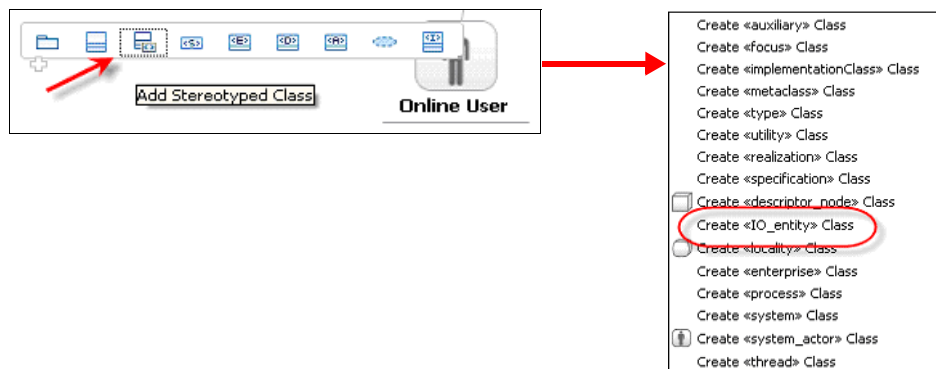 <S>
<E>
<D>
<A>
<I>
Add Stereotyped Class
Online User
Create «auxiliary» Class
Create «focus» Class
Create «implementationClass» Class
Create «metaclass» Class
Create «type» Class
Create «utility» Class
Create «realization» Class
Create «specification» Class
Create «descriptor_node» Class
Create «IO_entity» Class
Create «locality» Class
Create «enterprise» Class
Create «process» Class
Create «system» Class
Create «system_actor» Class
Create «thread» Class